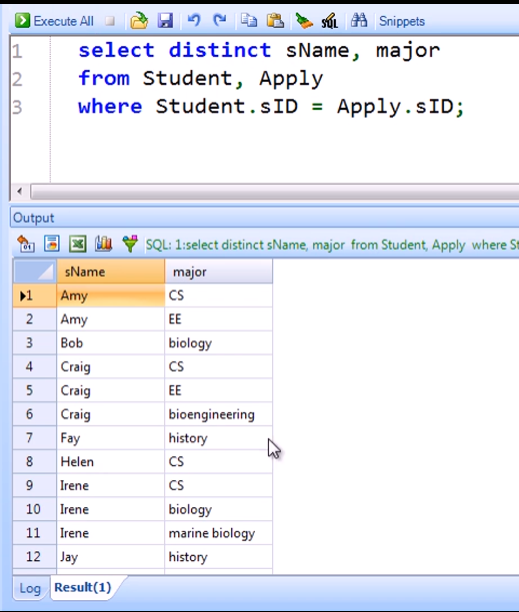 Execute All Snippets
1 select distinct sName, major
2 from Student, Apply
3 where Student.sID = Apply.sID;
Output
SQL: 1:select distinct sName, major from Student, Apply where St
sName major
1 Amy CS
2 Amy EE
3 Bob biology
4 Craig CS
5 Craig EE
6 Craig bioengineering
7 Fay history
8 Helen CS
9 Irene CS
10 Irene biology
11 Irene marine biology
12 Jay history
Log Result(1)